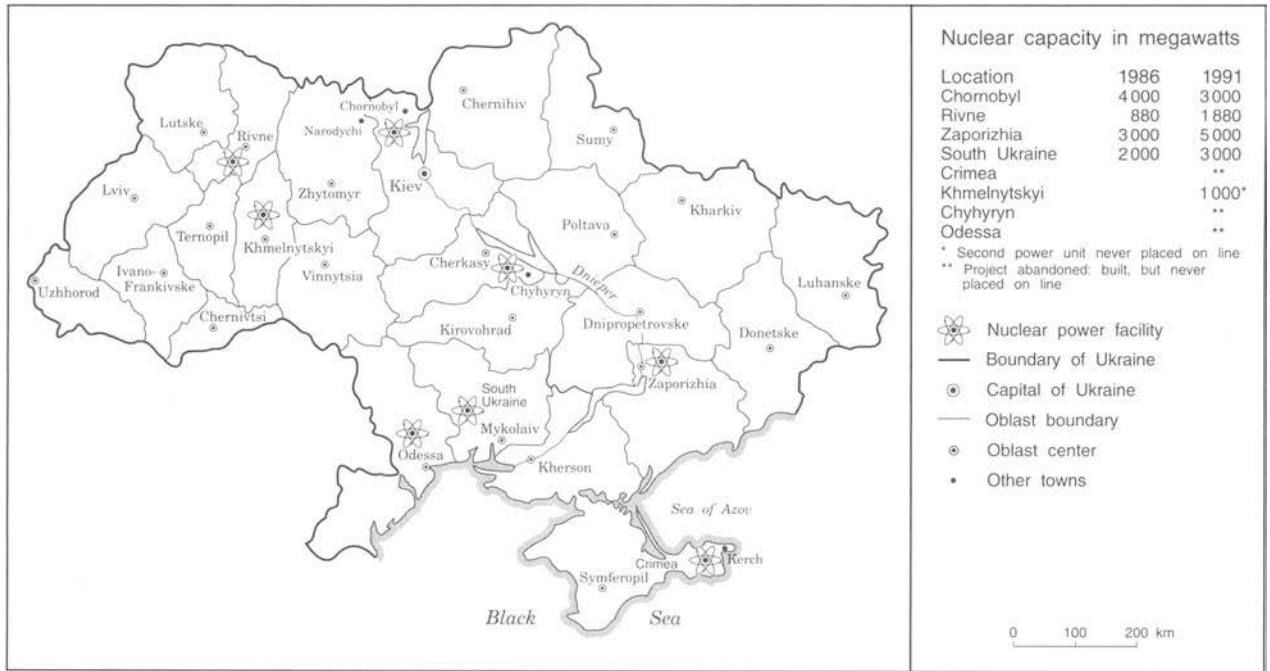 Chornobyl
Chernihiv
Narodychi
Lutske
Rivne
Sumy
Zhytomyr
Kiev
Lviv
Kharkiv
Ternopil
Khmelnytskyi
Poltava
Cherkasy
Vinnytsia
Ivano-
Frankivske
Chyhyryn
Dnieper
Uzhhorod
Luhanske
Chernivtsi
Kirovohrad
Dnipropetrovske
Donetske
Zaporizhia
South
Ukraine
Mykolaiv
Odessa
Kherson
Sea of Azov
Crimea
Kerch
Symferopil
Black Sea
Nuclear capacity in megawatts
Location 1986 1991
Chornobyl 4 000 3 000
Rivne 880 1 880
Zaporizhia 3 000 5 000
South Ukraine 2 000 3 000
Crimea **
Khmelnytskyi 1 000*
Chyhyryn **
Odessa **
* Second power unit never placed on line
** Project abandoned: built, but never
placed on line
Nuclear power facility
Boundary of Ukraine
Capital of Ukraine
Oblast boundary
Oblast center
Other towns
0 100 200 km